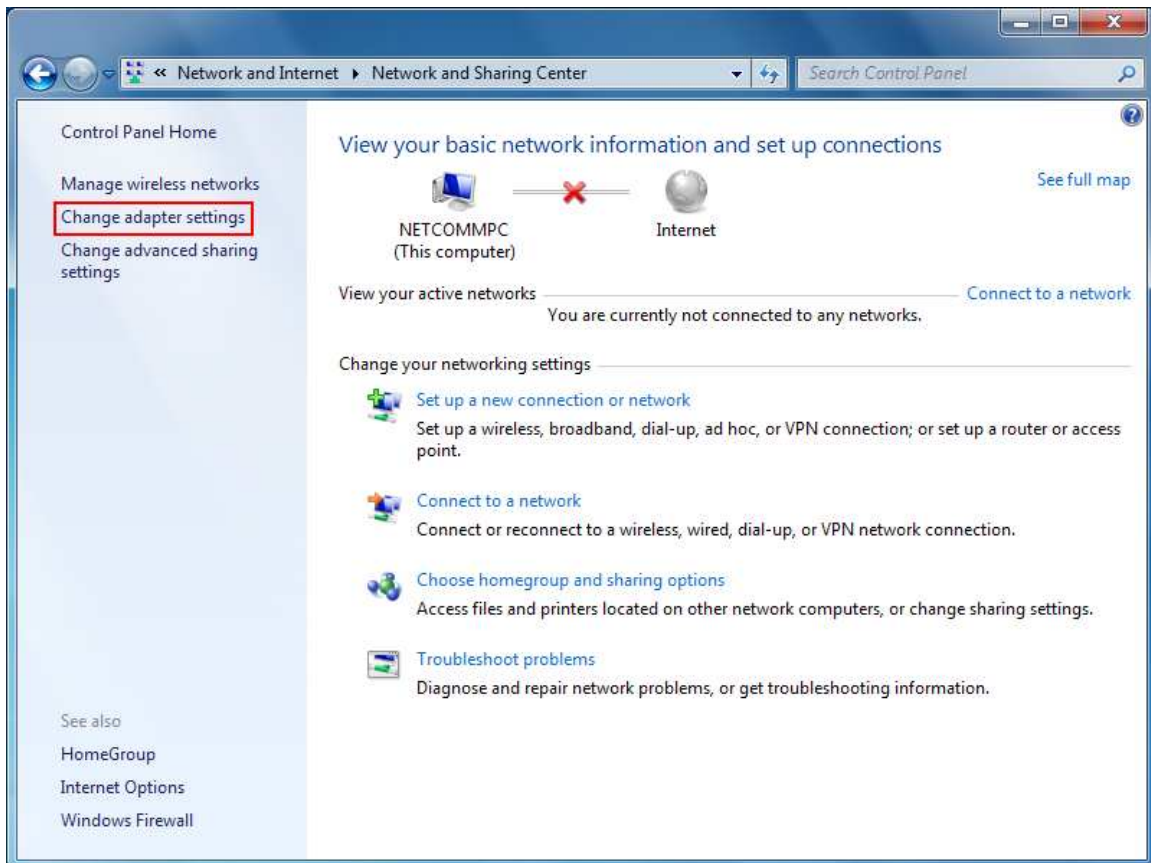 « Network and Internet ▸ Network and Sharing Center
Search Control Panel
Control Panel Home
Manage wireless networks
Change adapter settings
Change advanced sharing
settings
See also
HomeGroup
Internet Options
Windows Firewall
View your basic network information and set up connections
See full map
NETCOMMPC
(This computer)
Internet
View your active networks
Connect to a network
You are currently not connected to any networks.
Change your networking settings
Set up a new connection or network
Set up a wireless, broadband, dial-up, ad hoc, or VPN connection; or set up a router or access
point.
Connect to a network
Connect or reconnect to a wireless, wired, dial-up, or VPN network connection.
Choose homegroup and sharing options
Access files and printers located on other network computers, or change sharing settings.
Troubleshoot problems
Diagnose and repair network problems, or get troubleshooting information.